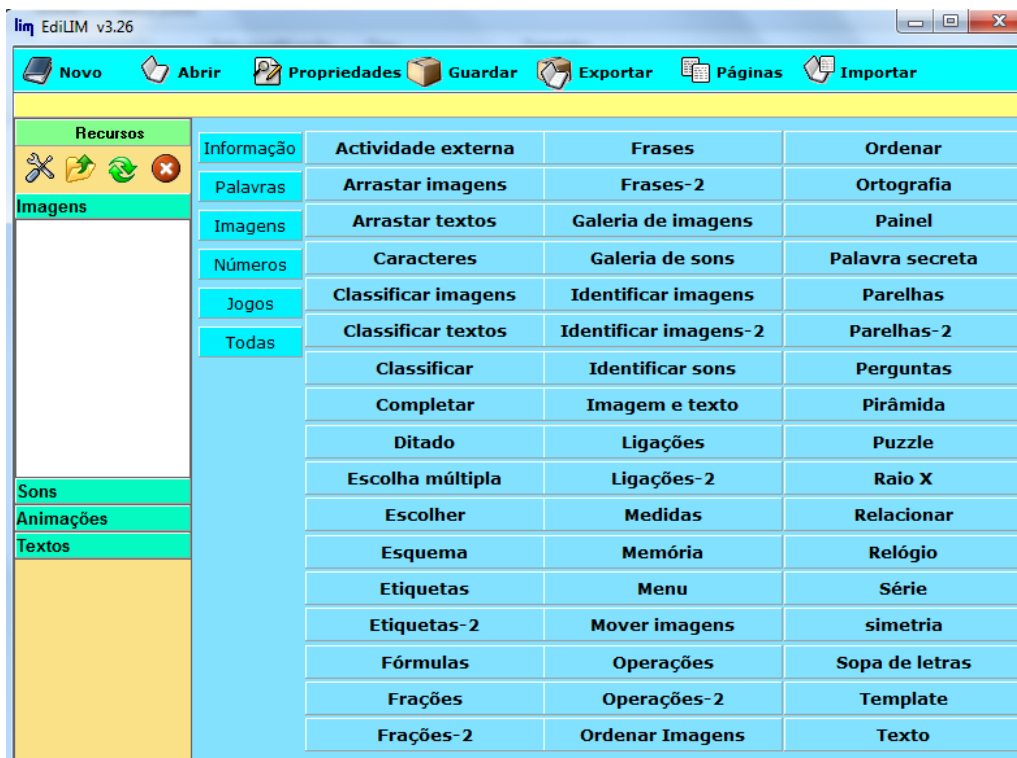 lim EdiLIM v3.26
Novo Abrir Propriedades Guardar Exportar Páginas Importar
Recursos
Imagens
Sons
Animações
Textos
Informação
Palavras
Imagens
Números
Jogos
Todas
Actividade externa Frases Ordenar
Arrastar imagens Frases-2 Ortografia
Arrastar textos Galeria de imagens Painel
Caracteres Galeria de sons Palavra secreta
Classificar imagens Identificar imagens Parelhas
Classificar textos Identificar imagens-2 Parelhas-2
Classificar Identificar sons Perguntas
Completar Imagem e texto Pirâmida
Ditado Ligações Puzzle
Escolha múltipla Ligações-2 Raio X
Escolher Medidas Relacionar
Esquema Memória Relógio
Etiquetas Menu Série
Etiquetas-2 Mover imagens simetria
Fórmulas Operações Sopa de letras
Frações Operações-2 Template
Frações-2 Ordenar Imagens Texto